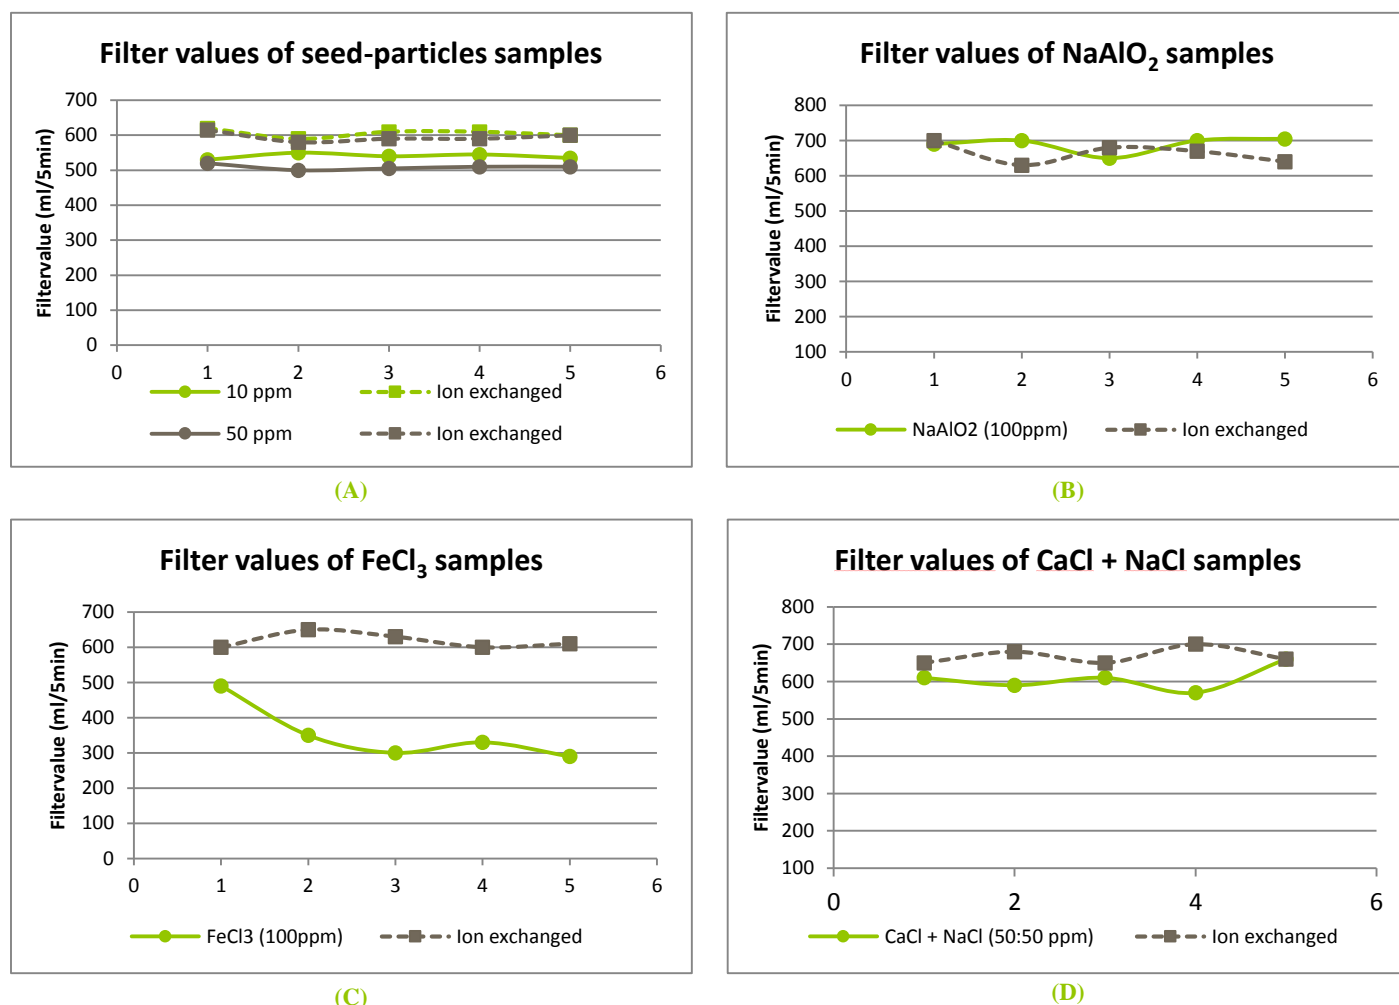 Filter values of seed-particles samples
Filtervalue (ml/5min)
700
600
500
400
300
200
100
0
0 1 2 3 4 5 6
10 ppm Ion exchanged
50 ppm Ion exchanged
(A)
Filter values of NaAlO₂ samples
Filtervalue (ml/5min)
800
700
600
500
400
300
200
100
0 1 2 3 4 5 6
NaAlO2 (100ppm) Ion exchanged
(B)
Filter values of FeCl₃ samples
Filtervalue (ml/5min)
700
600
500
400
300
200
100
0
0 1 2 3 4 5 6
FeCl3 (100ppm) Ion exchanged
(C)
Filter values of CaCl + NaCl samples
Filtervalue (ml/5min)
800
700
600
500
400
300
200
100
0 2 4 6
CaCl + NaCl (50:50 ppm) Ion exchanged
(D)